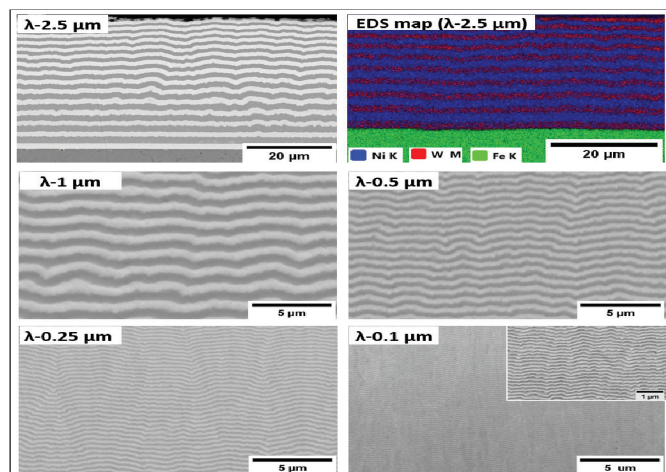 λ-2.5 μm
20 μm
EDS map (λ-2.5 μm)
Ni K W M Fe K
20 μm
λ-1 μm
5 μm
λ-0.5 μm
5 μm
λ-0.25 μm
5 μm
λ-0.1 μm
1 μm
5 μm